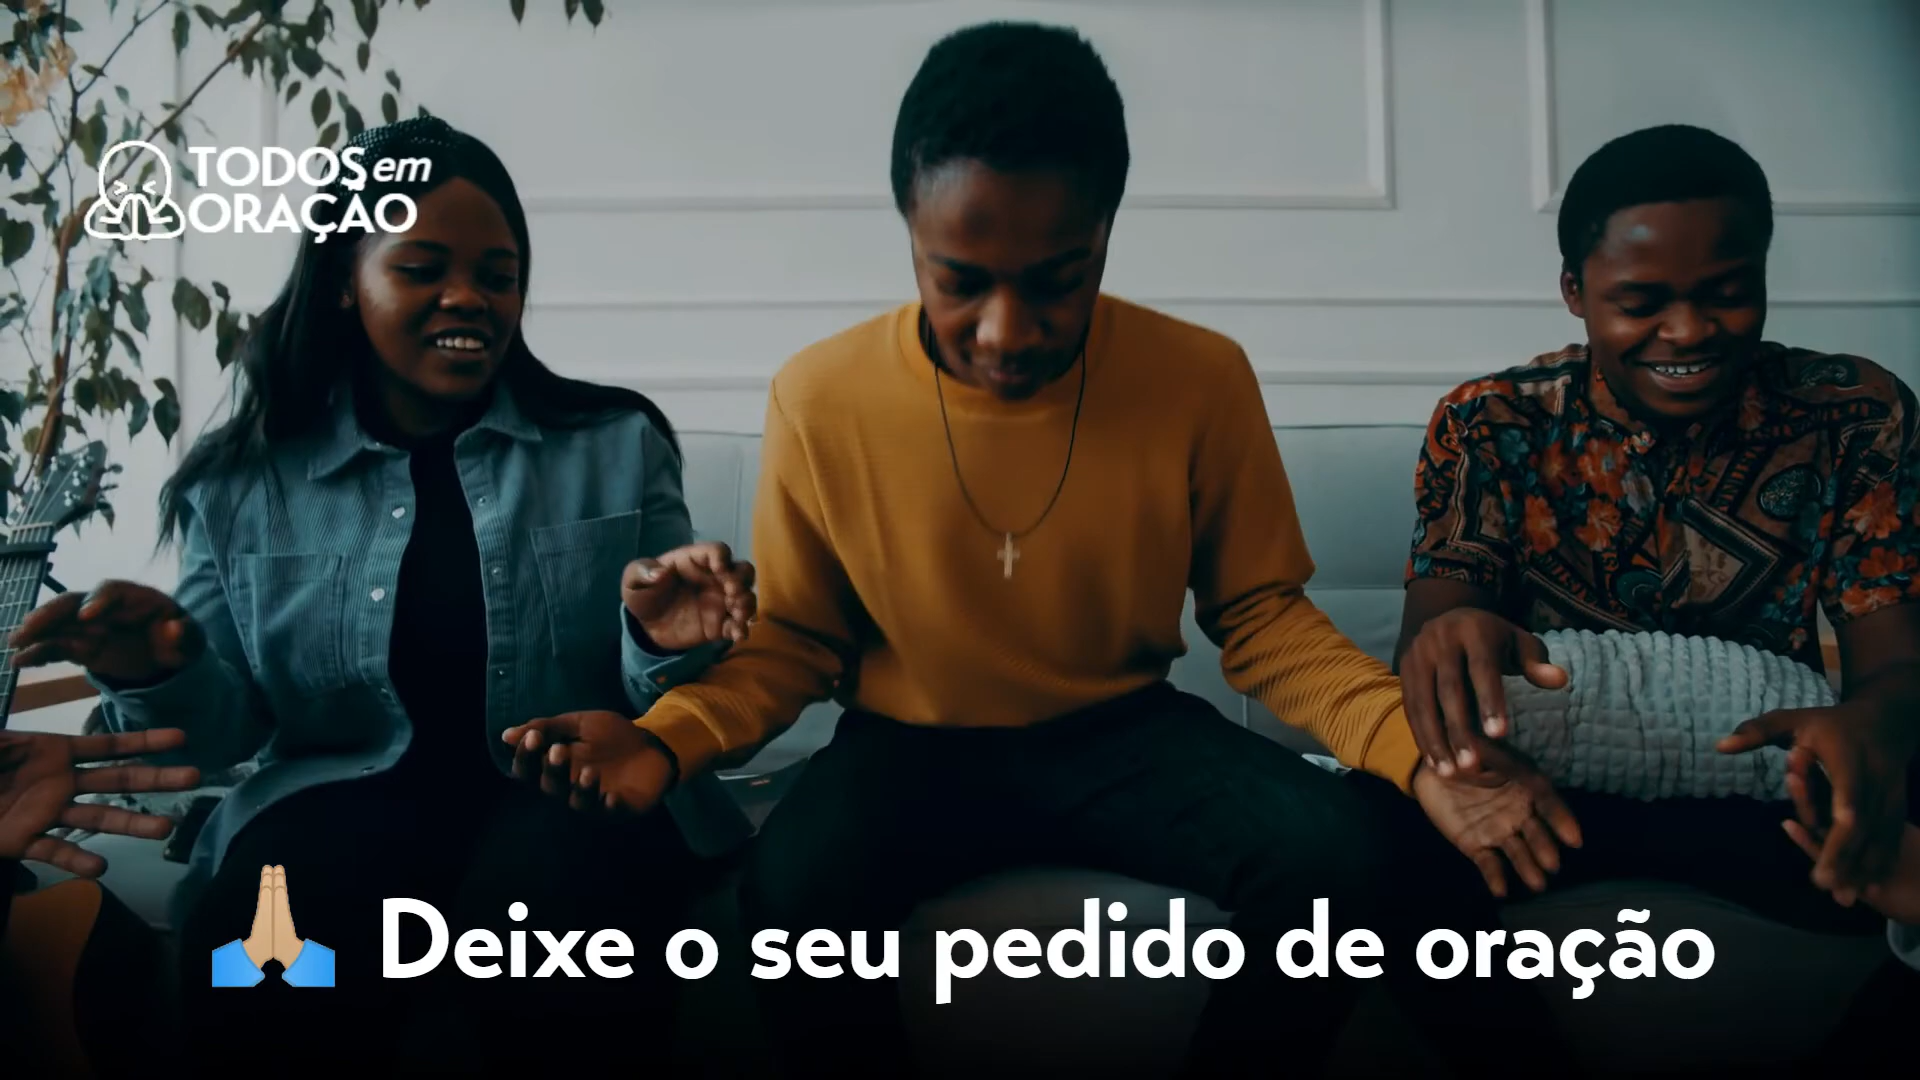 TODOS em
ORAÇÃO
🙏🏼 Deixe o seu pedido de oração